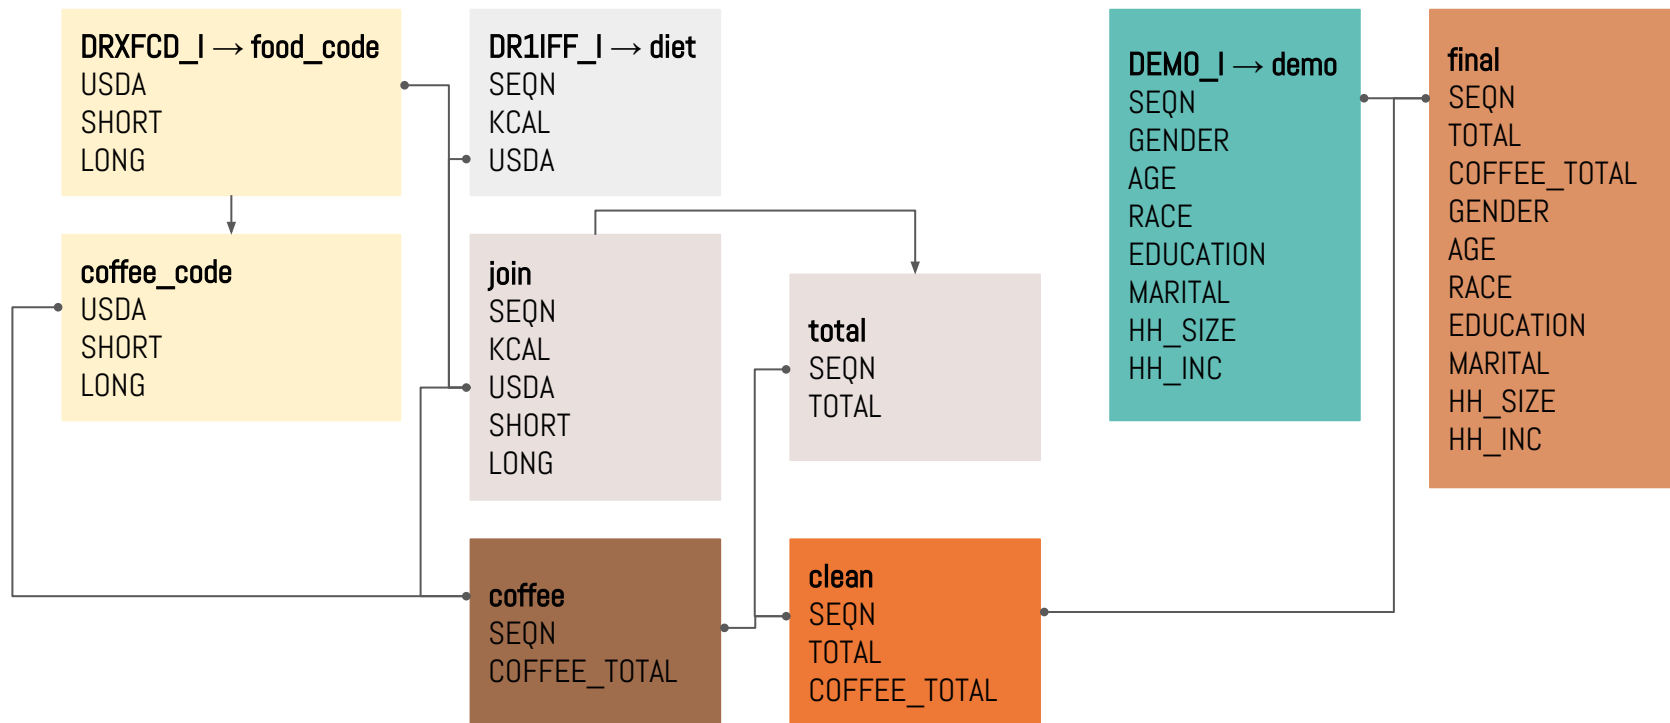 DRXFCD_I → food_code
USDA
SHORT
LONG
DR1IFF_I → diet
SEQN
KCAL
USDA
DEMO_I → demo
SEQN
GENDER
AGE
RACE
EDUCATION
MARITAL
HH_SIZE
HH_INC
final
SEQN
TOTAL
COFFEE_TOTAL
GENDER
AGE
RACE
EDUCATION
MARITAL
HH_SIZE
HH_INC
coffee_code
USDA
SHORT
LONG
join
SEQN
KCAL
USDA
SHORT
LONG
total
SEQN
TOTAL
coffee
SEQN
COFFEE_TOTAL
clean
SEQN
TOTAL
COFFEE_TOTAL